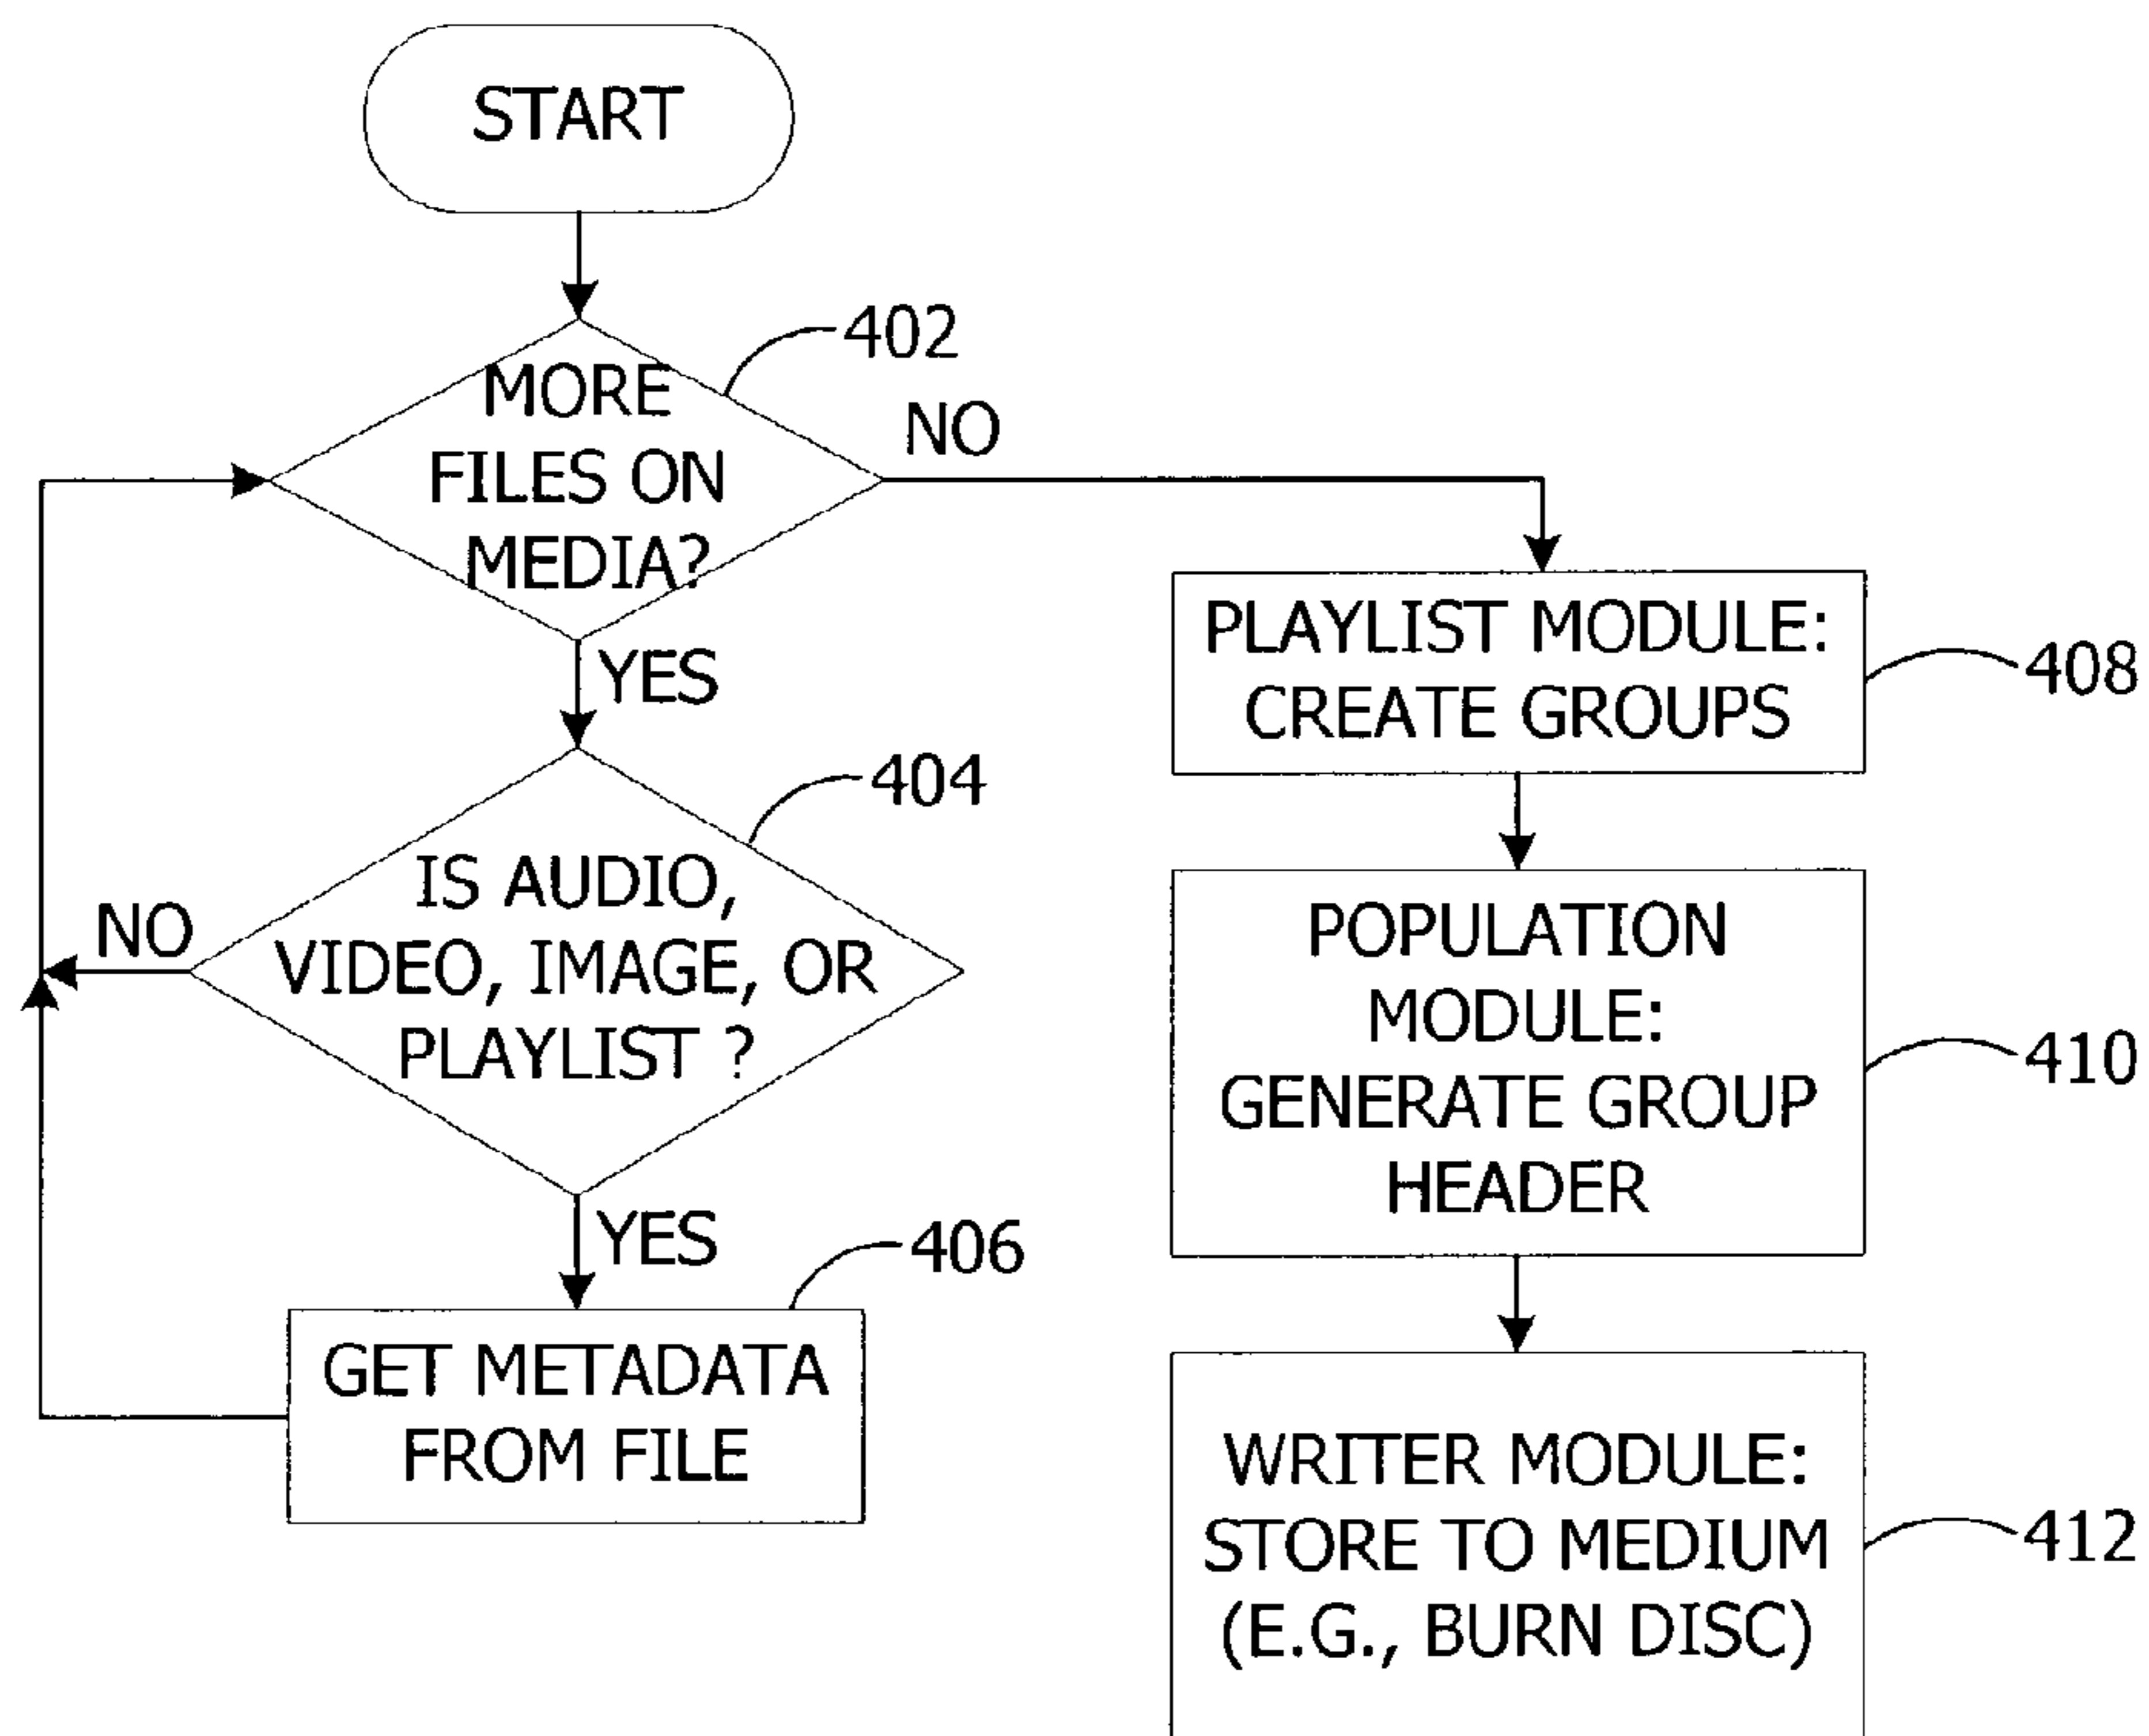 START
402
MORE
FILES ON
MEDIA?
NO
YES
404
IS AUDIO,
VIDEO, IMAGE, OR
PLAYLIST ?
NO
YES
406
GET METADATA
FROM FILE
PLAYLIST MODULE:
CREATE GROUPS
408
POPULATION
MODULE:
GENERATE GROUP
HEADER
410
WRITER MODULE:
STORE TO MEDIUM
(E.G., BURN DISC)
412